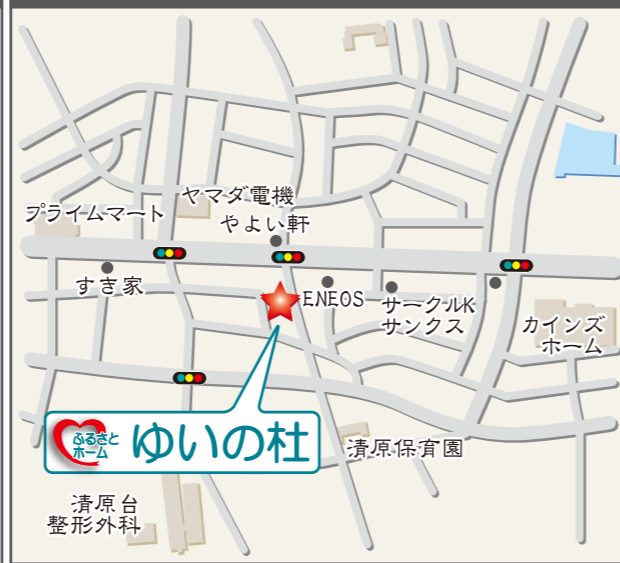 ヤマダ電機
プライムマート
やよい軒
すき家
ENEOS
サークルK
サンクス
カインズ
ホーム
ふるさと
ホーム
ゆいの杜
清原保育園
清原台
整形外科